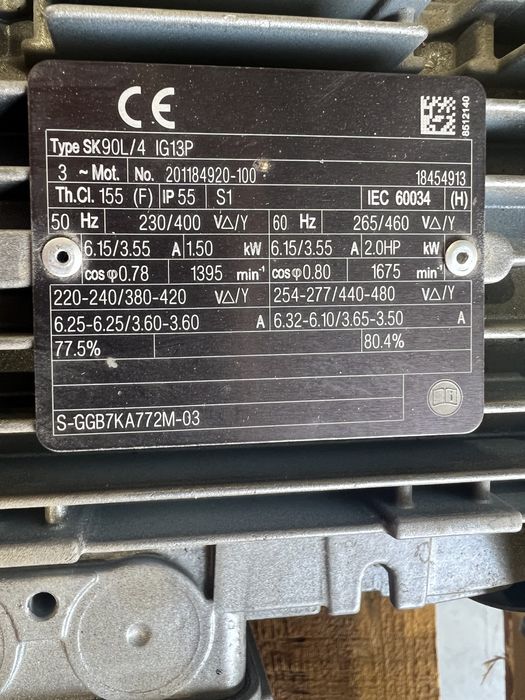 CE
8512140
Type SK90L/4 IG13P
3 ~ Mot. No. 201184920-100 18454913
Th.Cl. 155 (F) IP 55 S1 IEC 60034 (H)
50 Hz 230/400 V△/Y 60 Hz 265/460 V△/Y
6.15/3.55 A 1.50 kW 6.15/3.55 A 2.0HP kW
cos φ 0.78 1395 min⁻¹ cos φ 0.80 1675 min⁻¹
220-240/380-420 V△/Y 254-277/440-480 V△/Y
6.25-6.25/3.60-3.60 A 6.32-6.10/3.65-3.50 A
77.5% 80.4%
S-GGB7KA772M-03